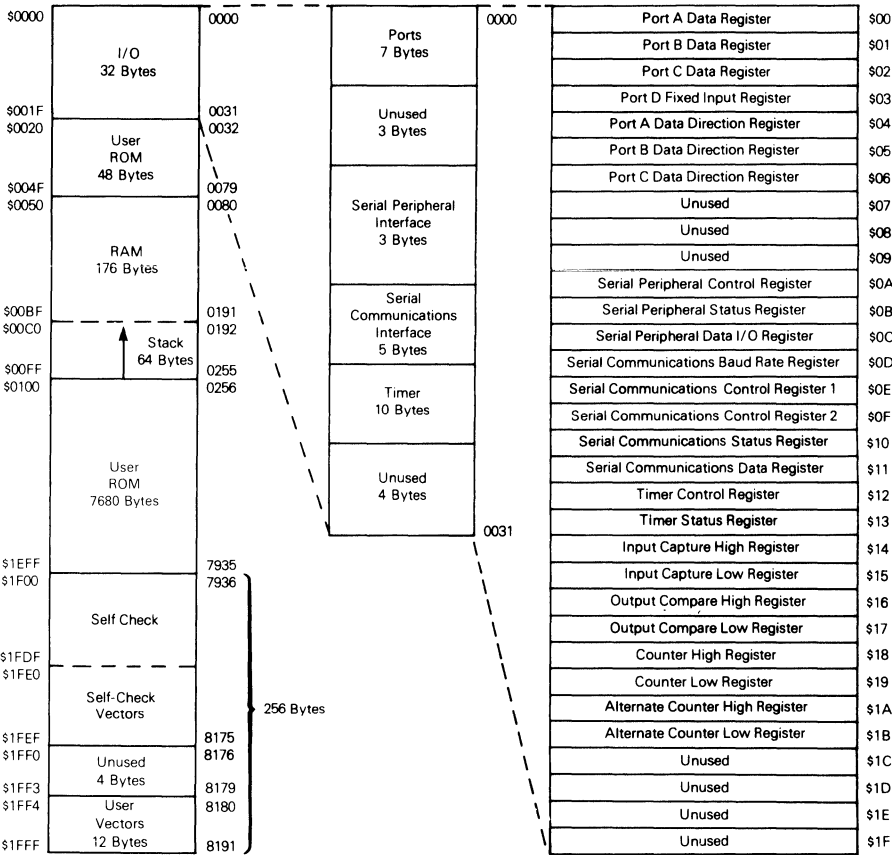 $0000
0000
I/O
32 Bytes
$001F
0031
$0020
0032
User
ROM
48 Bytes
$004F
0079
$0050
0080
RAM
176 Bytes
$00BF
0191
$00C0
0192
Stack
64 Bytes
$00FF
0255
$0100
0256
User
ROM
7680 Bytes
$1EFF
7935
$1F00
7936
Self Check
$1FDF
$1FE0
Self-Check
Vectors
256 Bytes
$1FEF
8175
$1FF0
8176
Unused
4 Bytes
$1FF3
8179
$1FF4
8180
User
Vectors
12 Bytes
$1FFF
8191
0000
Ports
7 Bytes
Unused
3 Bytes
Serial Peripheral
Interface
3 Bytes
Serial
Communications
Interface
5 Bytes
Timer
10 Bytes
Unused
4 Bytes
0031
Port A Data Register $00
Port B Data Register $01
Port C Data Register $02
Port D Fixed Input Register $03
Port A Data Direction Register $04
Port B Data Direction Register $05
Port C Data Direction Register $06
Unused $07
Unused $08
Unused $09
Serial Peripheral Control Register $0A
Serial Peripheral Status Register $0B
Serial Peripheral Data I/O Register $0C
Serial Communications Baud Rate Register $0D
Serial Communications Control Register 1 $0E
Serial Communications Control Register 2 $0F
Serial Communications Status Register $10
Serial Communications Data Register $11
Timer Control Register $12
Timer Status Register $13
Input Capture High Register $14
Input Capture Low Register $15
Output Compare High Register $16
Output Compare Low Register $17
Counter High Register $18
Counter Low Register $19
Alternate Counter High Register $1A
Alternate Counter Low Register $1B
Unused $1C
Unused $1D
Unused $1E
Unused $1F